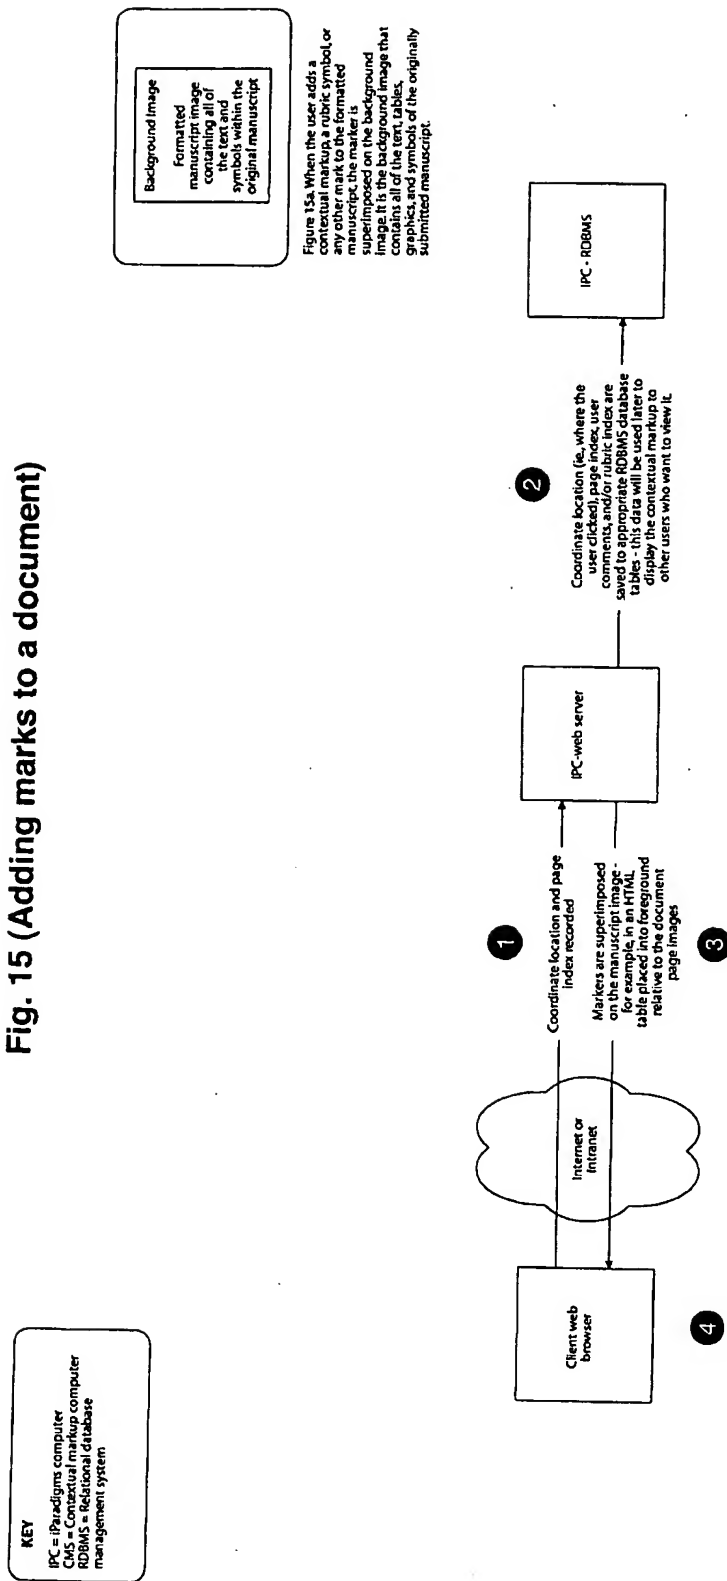 Fig. 15 (Adding marks to a document)
KEY
IPC = iParadigms computer
CMS = Contextual markup computer
RDBMS = Relational database
management system
Background Image
Formatted
manuscript image
containing all of
the text and
symbols within the
original manuscript
Figure 15a. When the user adds a
contextual markup, a rubric symbol, or
any other mark to the formatted
manuscript, the marker is
superimposed on the background
image. It is the background image that
contains all of the text, tables,
graphics, and symbols of the originally
submitted manuscript.
1
Coordinate location and page
index recorded
2
Coordinate location (ie., where the
user clicked), page index, user
comments, and/or rubric index are
saved to appropriate RDBMS database
tables - this data will be used later to
display the contextual markup to
other users who want to view it.
Client web
browser
Internet or
Intranet
IPC-web server
IPC - RDBMS
Markers are superimposed
on the manuscript image -
for example, in an HTML
table placed into foreground
relative to the document
page images
3
4